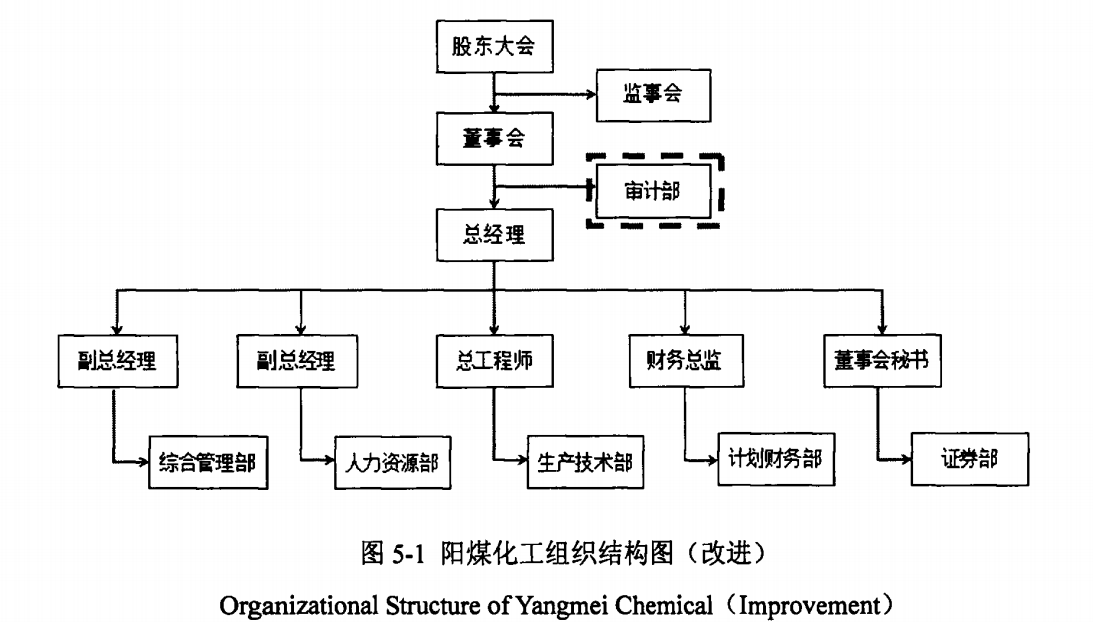 股东大会
监事会
董事会
审计部
总经理
副总经理
副总经理
总工程师
财务总监
董事会秘书
综合管理部
人力资源部
生产技术部
计划财务部
证券部
图 5-1 阳煤化工组织结构图（改进）
Organizational Structure of Yangmei Chemical（Improvement）